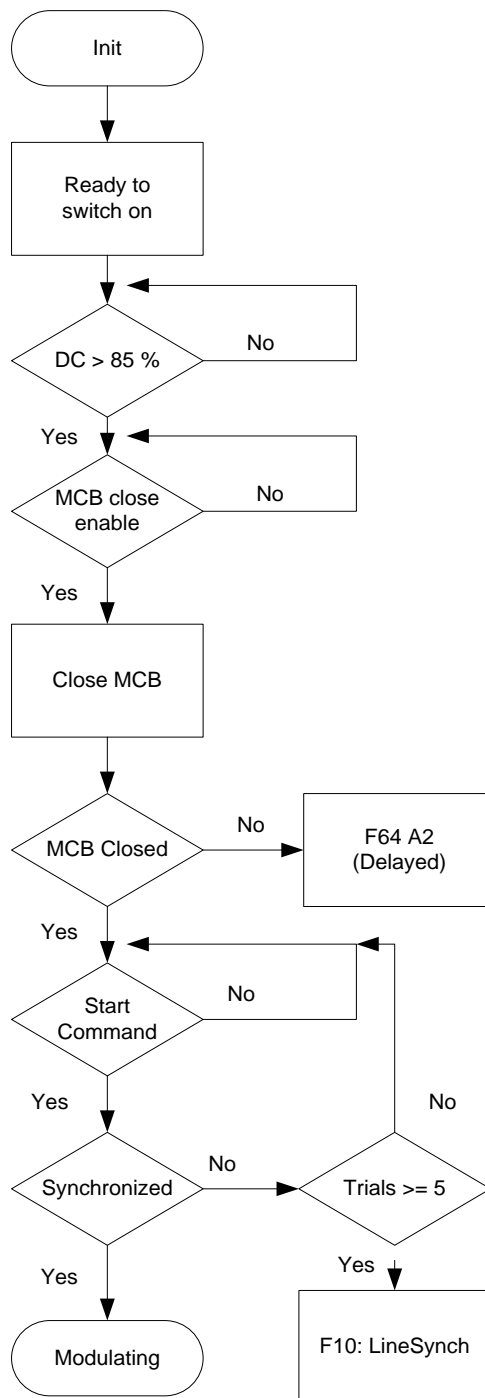 Init
Ready to
switch on
DC > 85 %
No
Yes
MCB close
enable
No
Yes
Close MCB
MCB Closed
No
F64 A2
(Delayed)
Yes
Start
Command
No
Yes
No
Synchronized
No
Trials >= 5
Yes
Yes
Modulating
F10: LineSynch